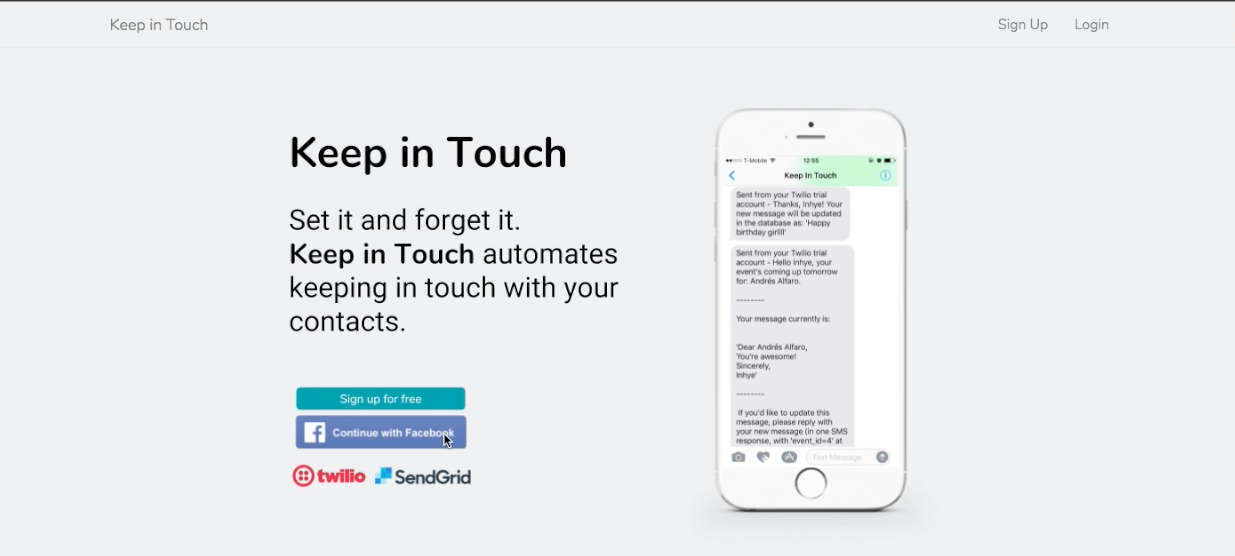 Keep in Touch
Sign Up
Login
Keep in Touch
Set it and forget it.
Keep in Touch automates
keeping in touch with your
contacts.
Sign up for free
Continue with Facebook
twilio
SendGrid
T-Mobile
12:55
Keep In Touch
Sent from your Twilio trial
account - Thanks, Inhye! Your
new message will be updated
in the database as: 'Happy
birthday girllll'
Sent from your Twilio trial
account - Hello Inhye, your
event's coming up tomorrow
for: Andrés Alfaro.
--------
Your message currently is:
'Dear Andrés Alfaro,
You're awesome!
Sincerely,
Inhye'
--------
If you'd like to update this
message, please reply with
your new message (in one SMS
response, with 'event_id=4' at
Text Message